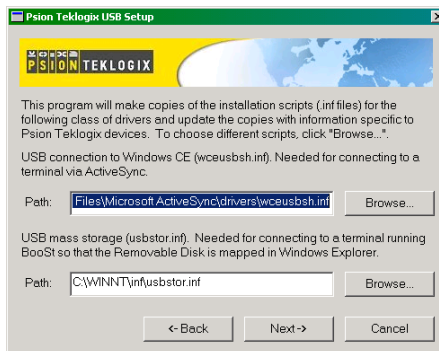 Psion Teklogix USB Setup
PSION TEKLOGIX
This program will make copies of the installation scripts (.inf files) for the
following class of drivers and update the copies with information specific to
Psion Teklogix devices. To choose different scripts, click "Browse...".
USB connection to Windows CE (wceusbsh.inf). Needed for connecting to a
terminal via ActiveSync.
Path: Files\Microsoft ActiveSync\drivers\wceusbsh.inf Browse...
USB mass storage (usbstor.inf). Needed for connecting to a terminal running
BooSt so that the Removable Disk is mapped in Windows Explorer.
Path: C:\WINNT\inf\usbstor.inf Browse...
<- Back Next -> Cancel